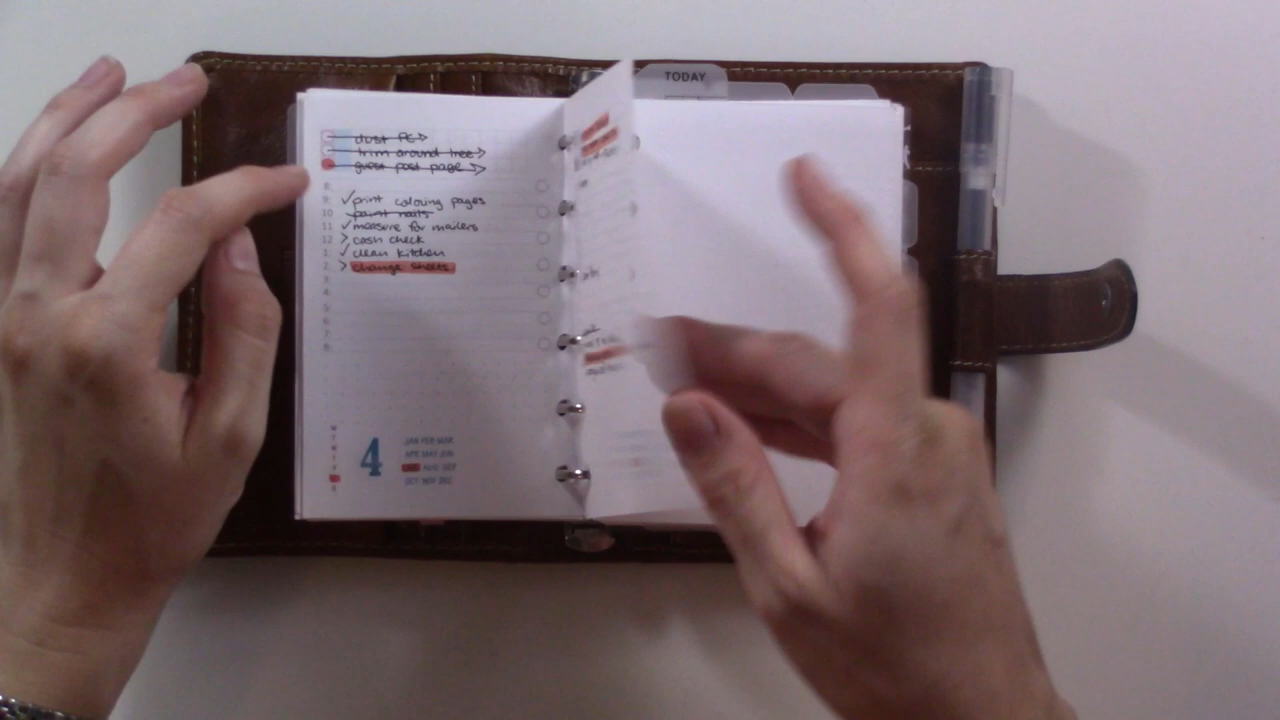 TODAY
dust PC
trim around tree
guest post page
8
9 ✓ print coloring pages
10 paint nails
11 ✓ measure for mailers
12 > cash check
1 ✓ clean kitchen
2 > change sheets
3
4
5
6
7
8
M
T
W
T
F
S
4
JAN FEB MAR
APR MAY JUN
JUL AUG SEP
OCT NOV DEC